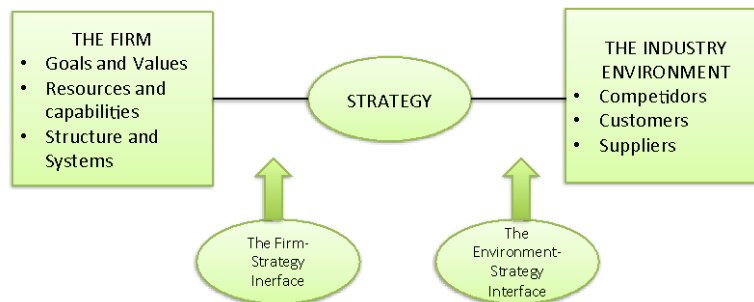 THE FIRM
• Goals and Values
• Resources and
capabilities
• Structure and
Systems
STRATEGY
THE INDUSTRY
ENVIRONMENT
• Competidors
• Customers
• Suppliers
The Firm-
Strategy
Inerface
The
Environment-
Strategy
Interface